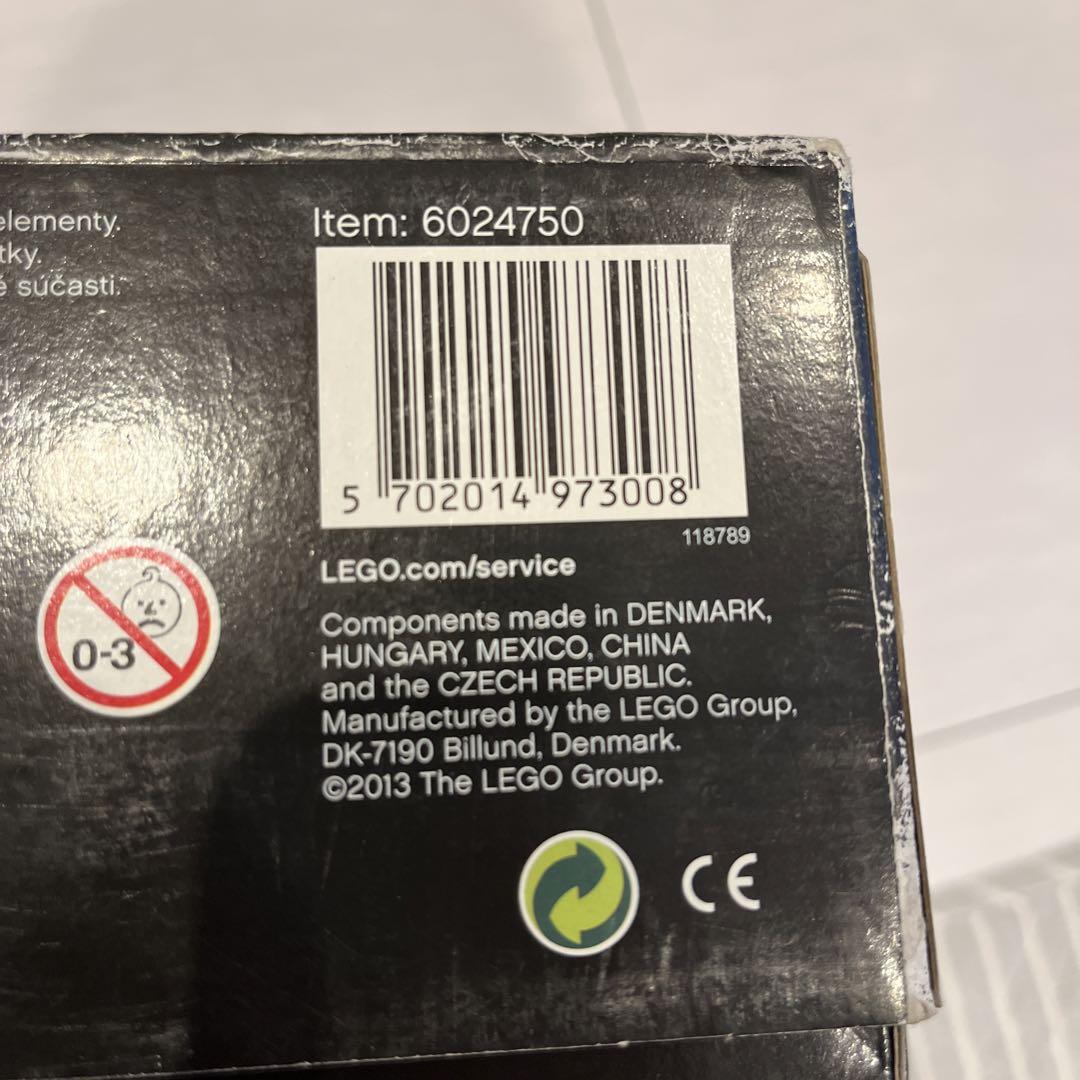 elementy.
tky.
é súčasti.
Item: 6024750
5 702014 973008
118789
LEGO.com/service
0-3
Components made in DENMARK,
HUNGARY, MEXICO, CHINA
and the CZECH REPUBLIC.
Manufactured by the LEGO Group,
DK-7190 Billund, Denmark.
©2013 The LEGO Group.
CE